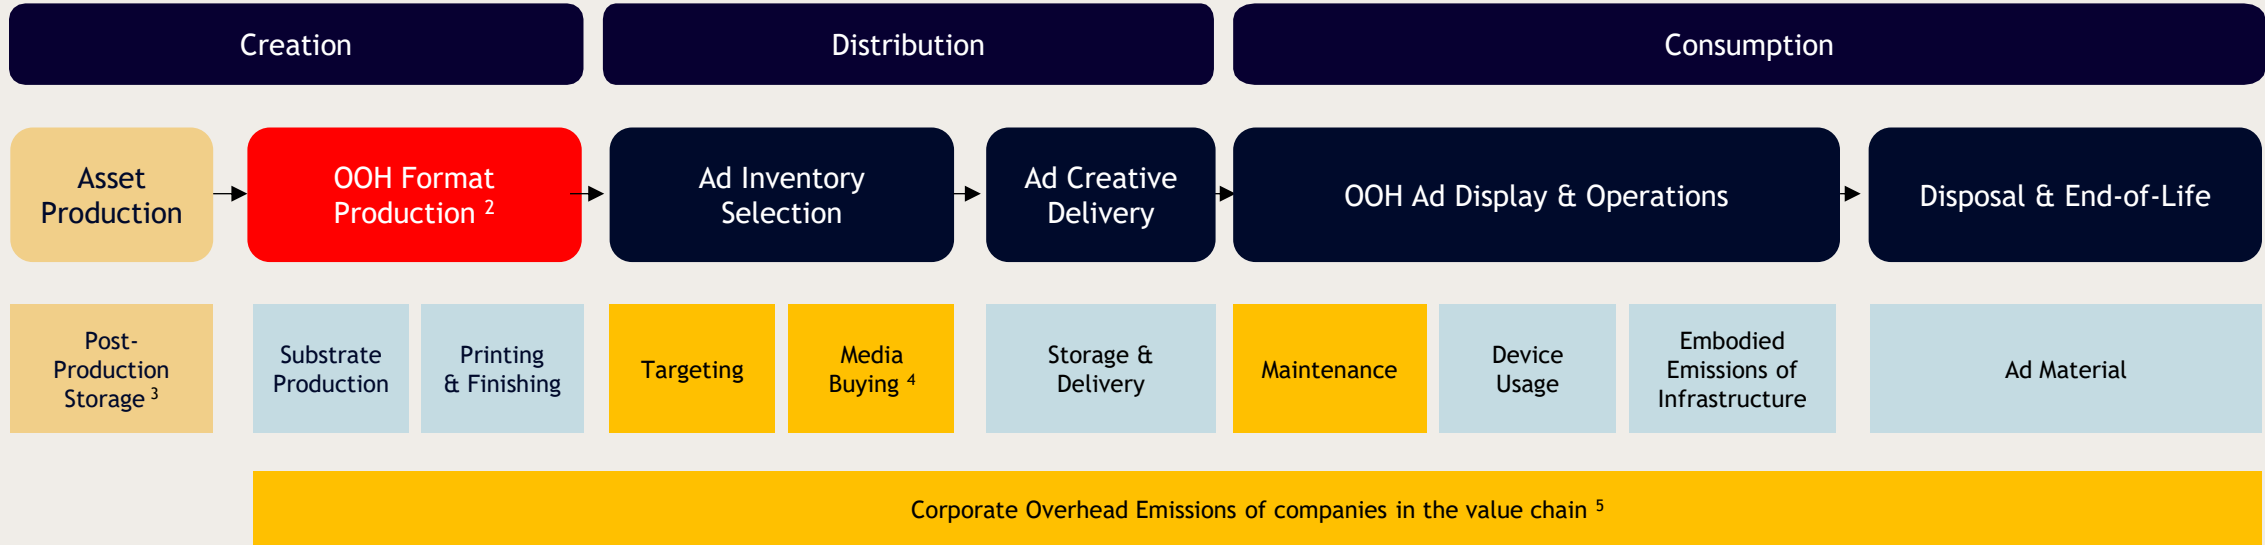 Creation
Distribution
Consumption
Asset
Production
OOH Format
Production ²
Ad Inventory
Selection
Ad Creative
Delivery
OOH Ad Display & Operations
Disposal & End-of-Life
Post-
Production
Storage ³
Substrate
Production
Printing
& Finishing
Targeting
Media
Buying ⁴
Storage &
Delivery
Maintenance
Device
Usage
Embodied
Emissions of
Infrastructure
Ad Material
Corporate Overhead Emissions of companies in the value chain ⁵